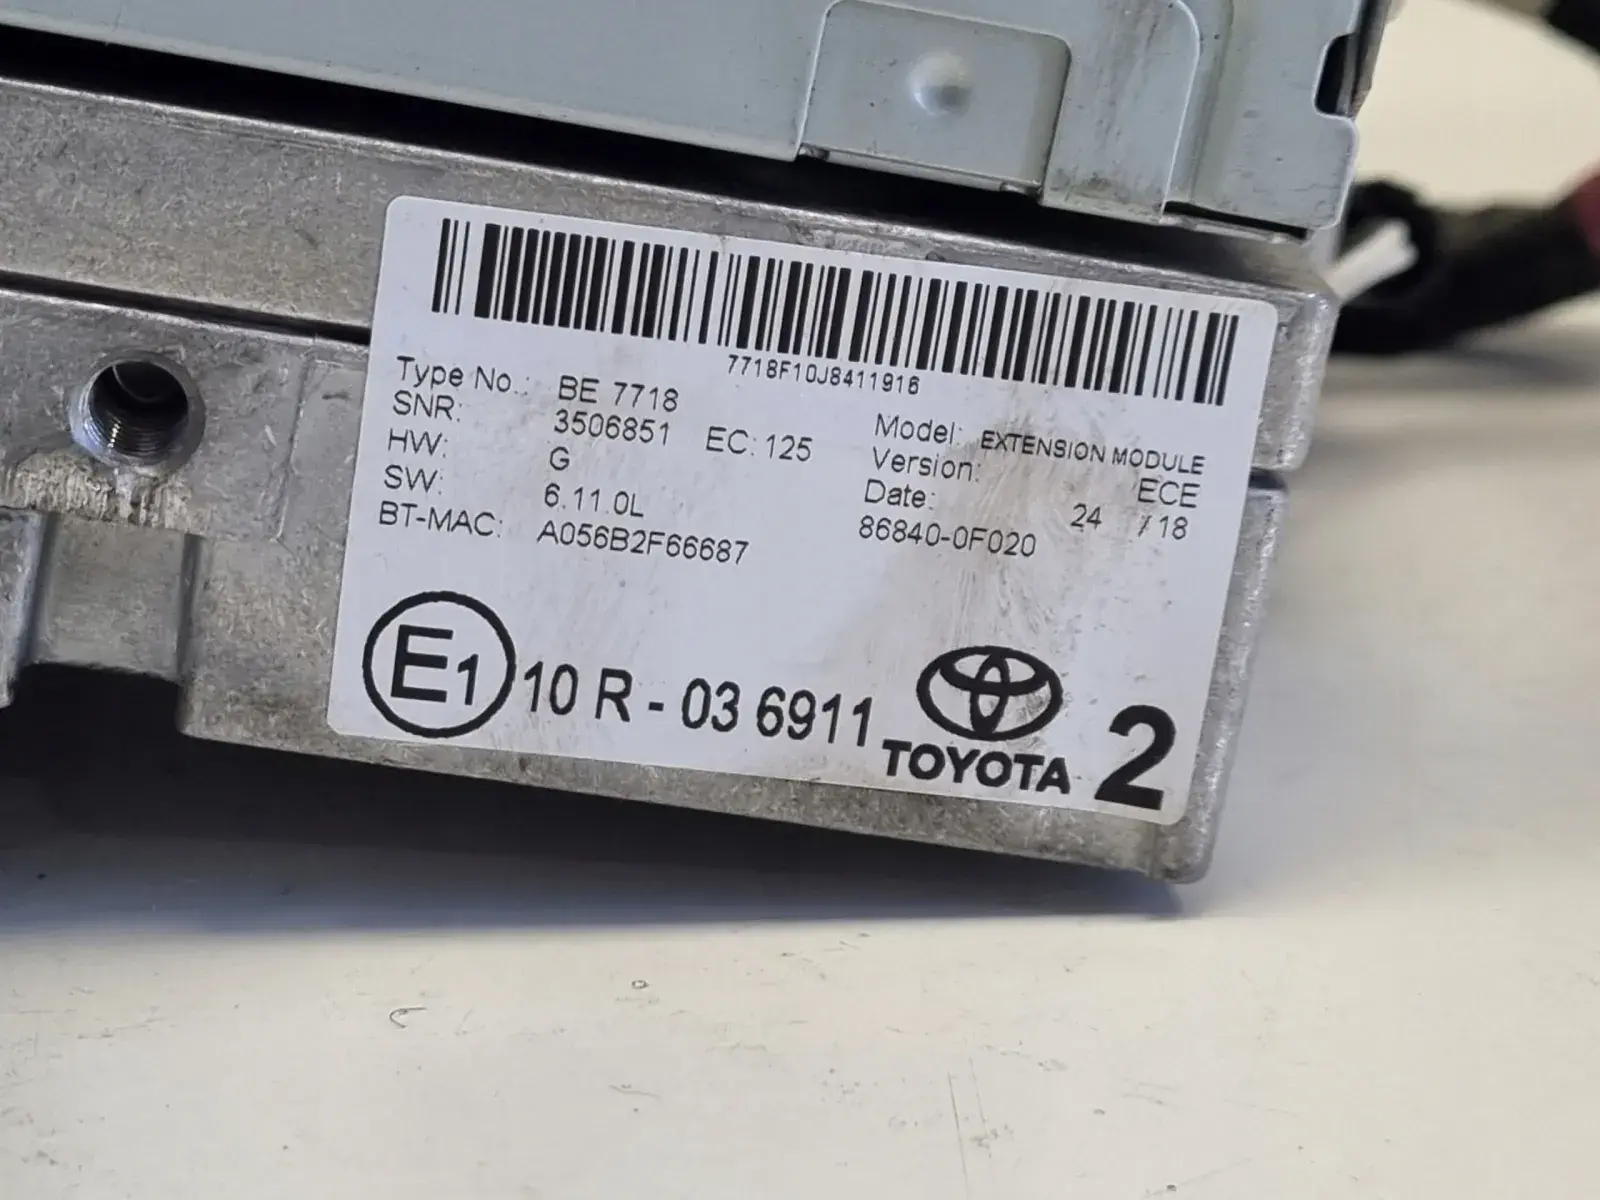 7718F10J8411916
Type No.: BE 7718
SNR: 3506851 EC: 125
HW: G
SW: 6.11.0L
BT-MAC: A056B2F66687
Model: EXTENSION MODULE
Version: ECE
Date: 24 /18
86840-0F020
E1 10 R - 03 6911
TOYOTA 2